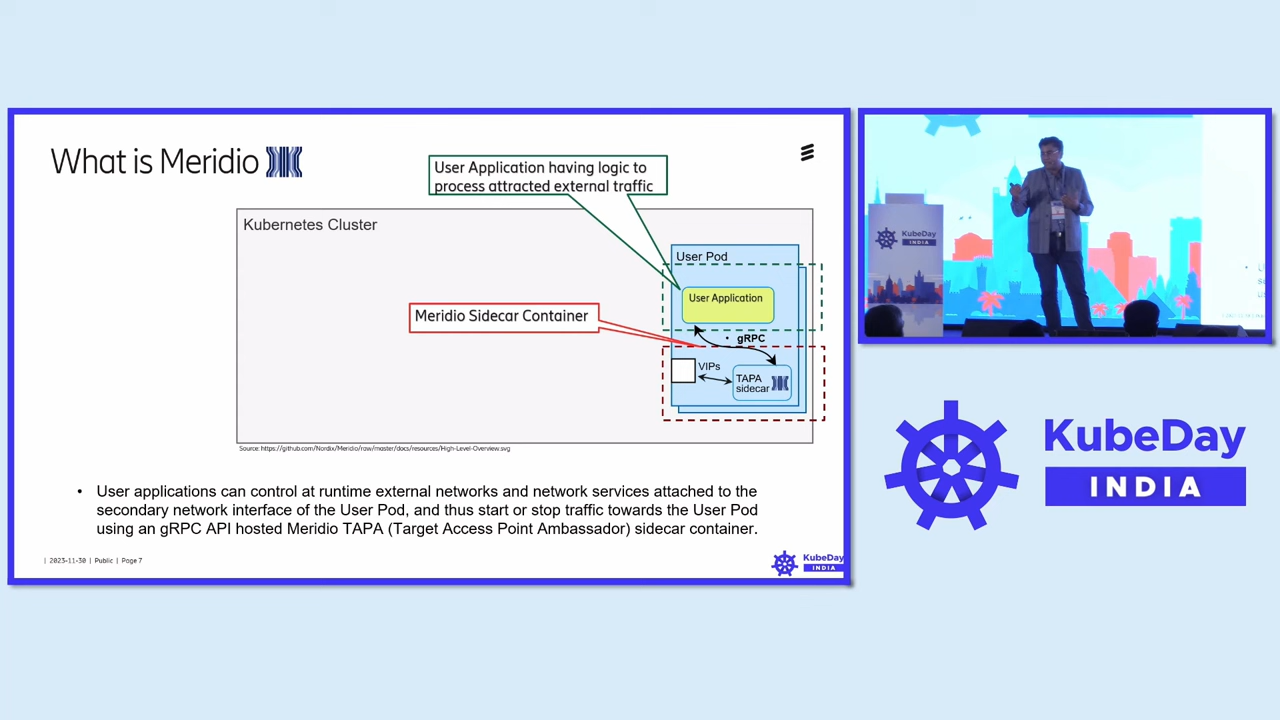 What is Meridio
User Application having logic to
process attracted external traffic
Kubernetes Cluster
User Pod
User Application
Meridio Sidecar Container
• gRPC
VIPs
TAPA
sidecar
Source: https://github.com/Nordix/Meridio/raw/master/docs/resources/High-Level-Overview.svg
• User applications can control at runtime external networks and network services attached to the
secondary network interface of the User Pod, and thus start or stop traffic towards the User Pod
using an gRPC API hosted Meridio TAPA (Target Access Point Ambassador) sidecar container.
| 2023-11-30 | Public | Page 7
KubeDay
INDIA
KubeDay
INDIA
KubeDay
INDIA